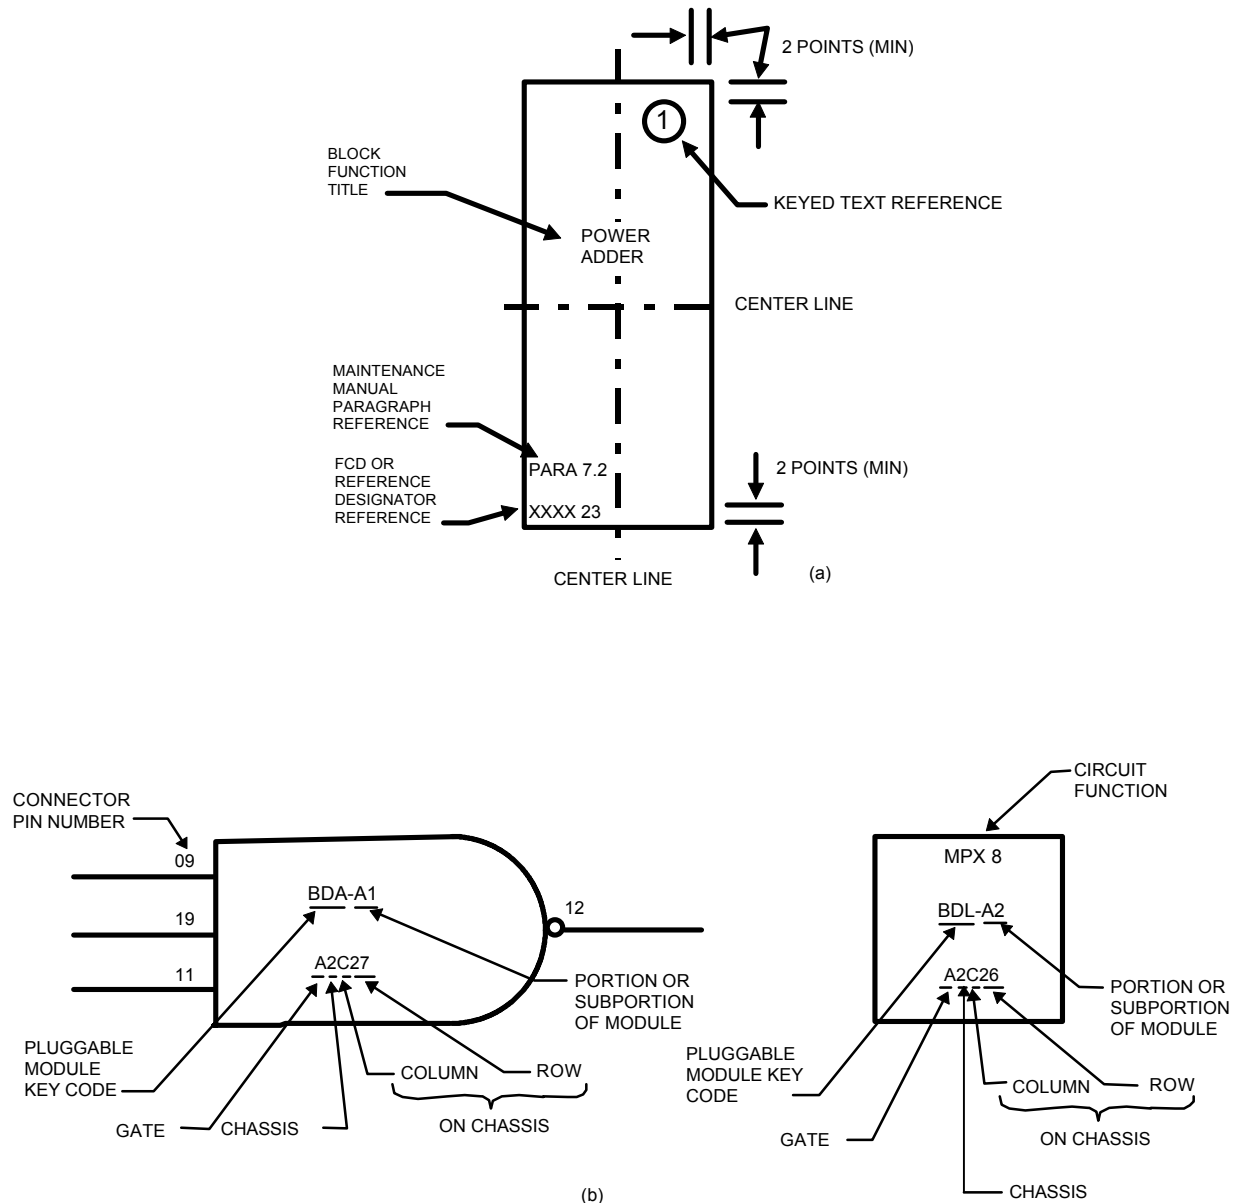 2 POINTS (MIN)
1
BLOCK
FUNCTION
TITLE
KEYED TEXT REFERENCE
POWER
ADDER
CENTER LINE
MAINTENANCE
MANUAL
PARAGRAPH
REFERENCE
PARA 7.2
FCD OR
REFERENCE
DESIGNATOR
REFERENCE
XXXX 23
2 POINTS (MIN)
CENTER LINE
(a)
CONNECTOR
PIN NUMBER
09
19
11
BDA-A1
A2C27
12
PORTION OR
SUBPORTION
OF MODULE
PLUGGABLE
MODULE
KEY CODE
GATE
CHASSIS
COLUMN
ROW
ON CHASSIS
CIRCUIT
FUNCTION
MPX 8
BDL-A2
A2C26
PORTION OR
SUBPORTION
OF MODULE
PLUGGABLE
MODULE KEY
CODE
COLUMN
ROW
GATE
ON CHASSIS
CHASSIS
(b)